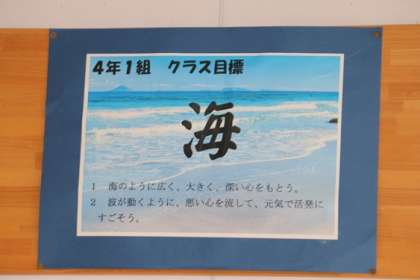 4年1組　クラス目標
海
1　海のように広く、大きく、深い心をもとう。
2　波が動くように、悪い心を流して、元気で活発に
すごそう。